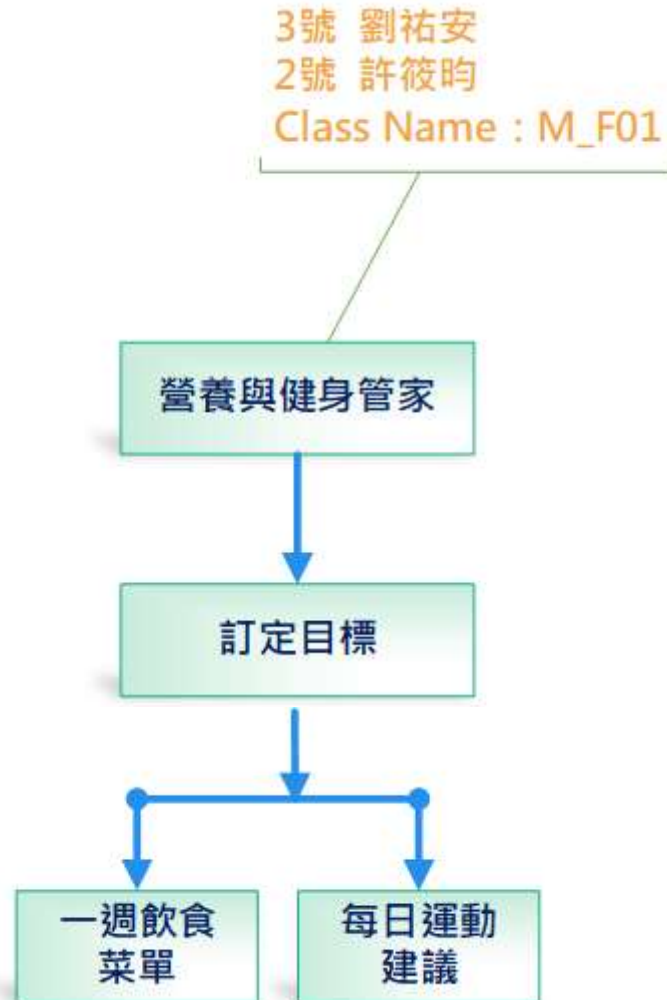 3號 劉祐安
2號 許筱昀
Class Name：M_F01
營養與健身管家
訂定目標
一週飲食
菜單
每日運動
建議